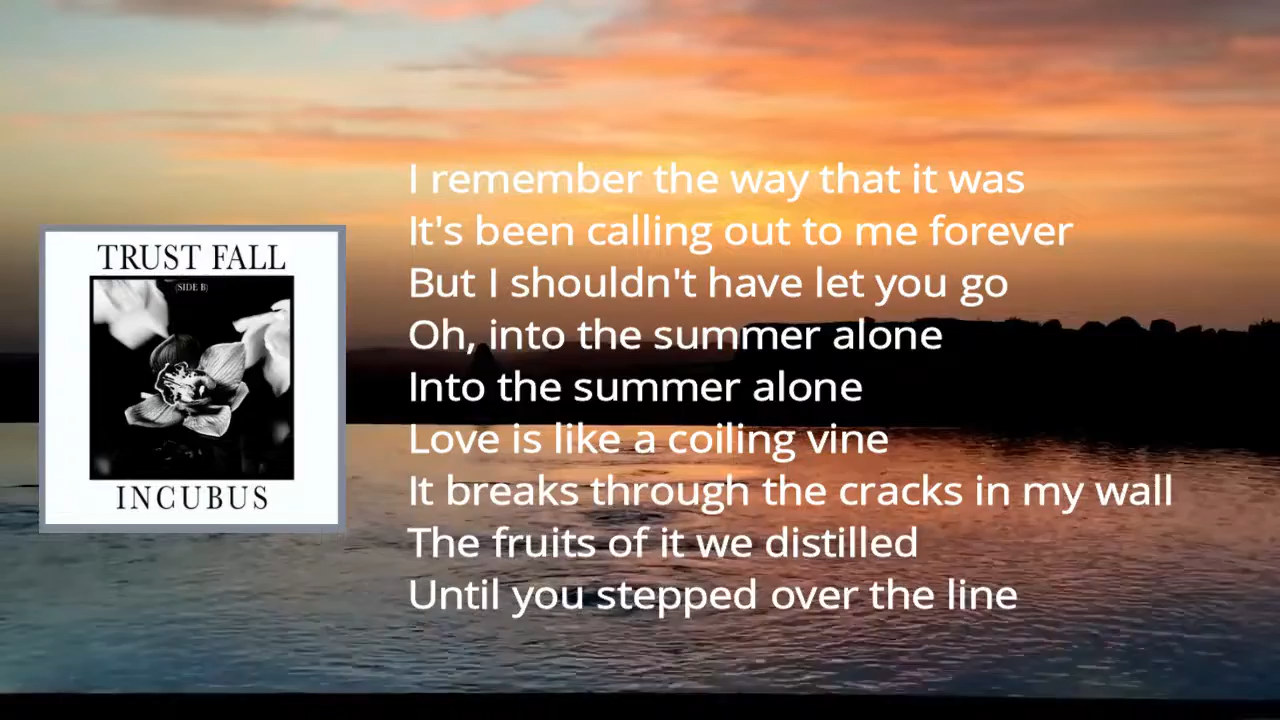 TRUST FALL
(SIDE B)
INCUBUS
I remember the way that it was
It's been calling out to me forever
But I shouldn't have let you go
Oh, into the summer alone
Into the summer alone
Love is like a coiling vine
It breaks through the cracks in my wall
The fruits of it we distilled
Until you stepped over the line